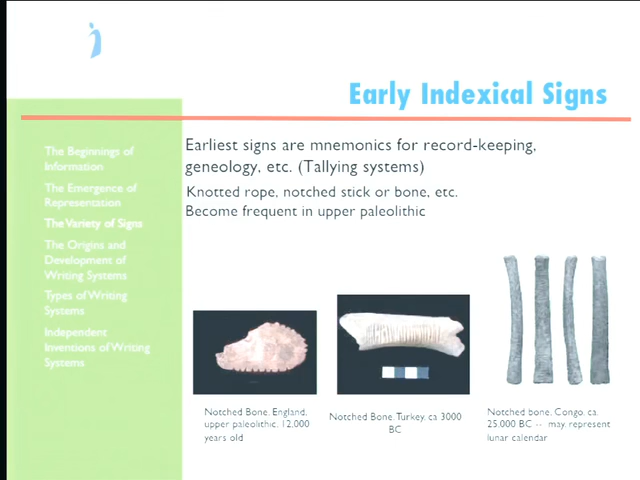 Early Indexical Signs
The Beginnings of
Information
The Emergence of
Representation
The Variety of Signs
The Origins and
Development of
Writing Systems
Types of Writing
Systems
Independent
Inventions of Writing
Systems
Earliest signs are mnemonics for record-keeping,
geneology, etc. (Tallying systems)
Knotted rope, notched stick or bone, etc.
Become frequent in upper paleolithic
Notched Bone, England,
upper paleolithic, 12,000
years old
Notched Bone, Turkey, ca 3000
BC
Notched bone, Congo, ca.
25,000 BC -- may, represent
lunar calendar